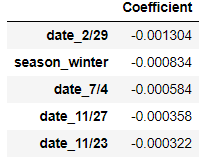 Coefficient
date_2/29 -0.001304
season_winter -0.000834
date_7/4 -0.000584
date_11/27 -0.000358
date_11/23 -0.000322